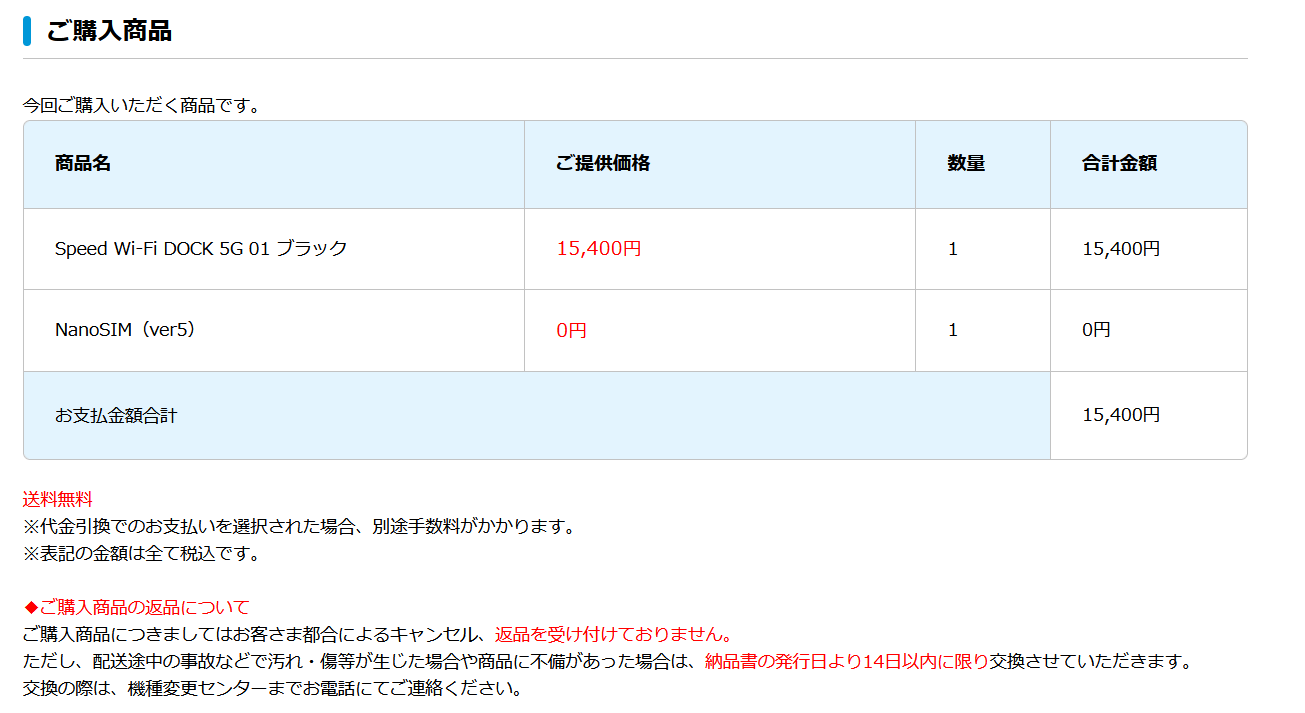 ご購入商品
今回ご購入いただく商品です。
商品名 ご提供価格 数量 合計金額
Speed Wi-Fi DOCK 5G 01 ブラック 15,400円 1 15,400円
NanoSIM（ver5） 0円 1 0円
お支払金額合計 15,400円
送料無料
※代金引換でのお支払いを選択された場合、別途手数料がかかります。
※表記の金額は全て税込です。
◆ご購入商品の返品について
ご購入商品につきましてはお客さま都合によるキャンセル、返品を受け付けておりません。
ただし、配送途中の事故などで汚れ・傷等が生じた場合や商品に不備があった場合は、納品書の発行日より14日以内に限り交換させていただきます。
交換の際は、機種変更センターまでお電話にてご連絡ください。